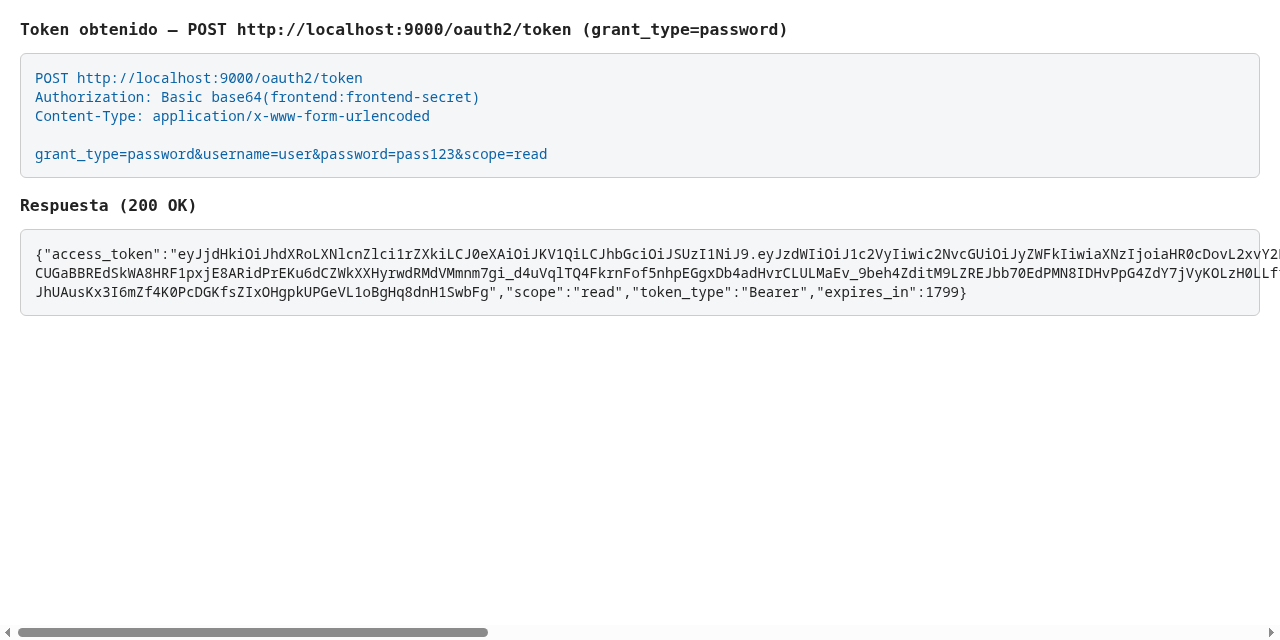 Token obtenido — POST http://localhost:9000/oauth2/token (grant_type=password)
POST http://localhost:9000/oauth2/token
Authorization: Basic base64(frontend:frontend-secret)
Content-Type: application/x-www-form-urlencoded
grant_type=password&username=user&password=pass123&scope=read
Respuesta (200 OK)
{"access_token":"eyJjdHkiOiJhdXRoLXNlcnZlci1rZXkiLCJ0eXAiOiJKV1QiLCJhbGciOiJSUzI1NiJ9.eyJzdWIiOiJ1c2VyIiwic2NvcGUiOiJyZWFkIiwiaXNzIjoiaHR0cDovL2xvY2
CUGaBBREdSkWA8HRF1pxjE8ARidPrEKu6dCZWkXXHyrwdRMdVMmnm7gi_d4uVqlTQ4FkrnFof5nhpEGgxDb4adHvrCLULMaEv_9beh4ZditM9LZREJbb70EdPMN8IDHvPpG4ZdY7jVyKOLzH0LLf
JhUAusKx3I6mZf4K0PcDGKfsZIxOHgpkUPGeVL1oBgHq8dnH1SwbFg","scope":"read","token_type":"Bearer","expires_in":1799}